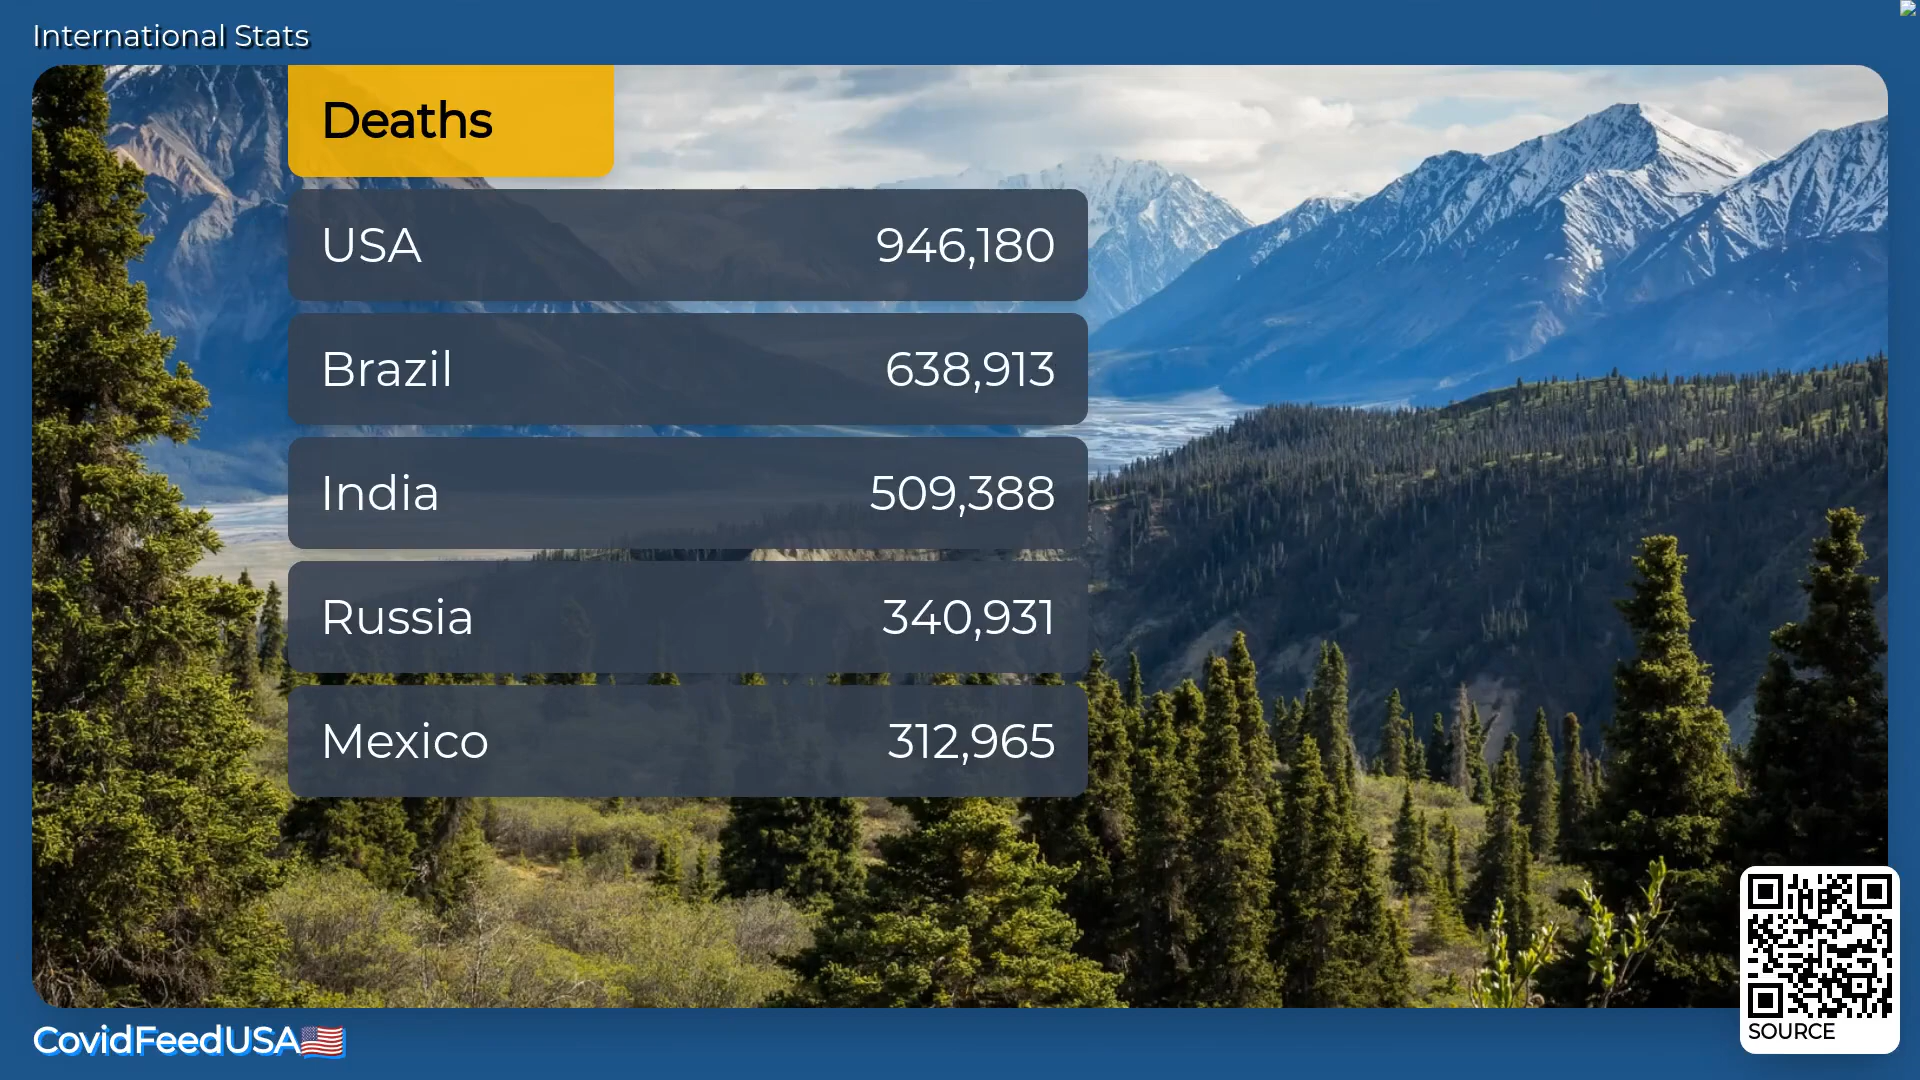 International Stats
Deaths
USA 946,180
Brazil 638,913
India 509,388
Russia 340,931
Mexico 312,965
CovidFeedUSA🇺🇸
SOURCE